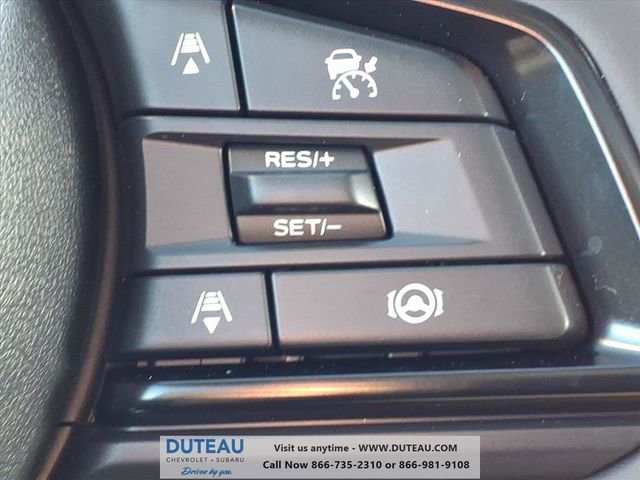 RES/+
SET/-
DUTEAU
CHEVROLET • SUBARU
Driven by you.
Visit us anytime - WWW.DUTEAU.COM
Call Now 866-735-2310 or 866-981-9108